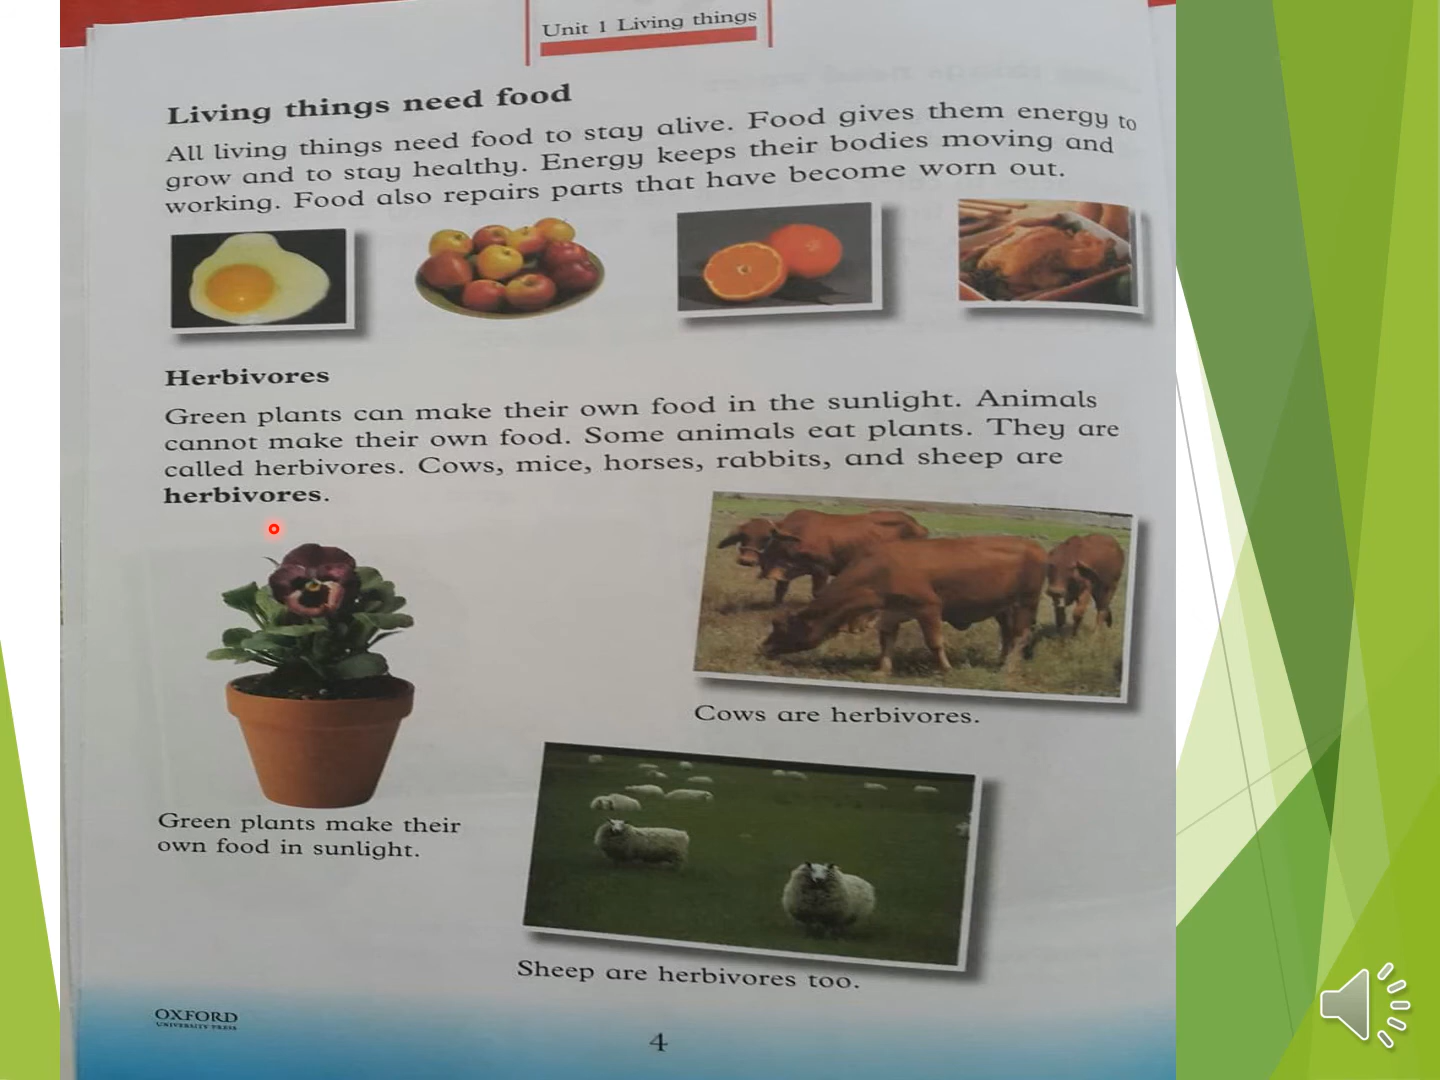 Unit 1 Living things
Living things need food
All living things need food to stay alive. Food gives them energy to
grow and to stay healthy. Energy keeps their bodies moving and
working. Food also repairs parts that have become worn out.
Herbivores
Green plants can make their own food in the sunlight. Animals
cannot make their own food. Some animals eat plants. They are
called herbivores. Cows, mice, horses, rabbits, and sheep are
herbivores.
Cows are herbivores.
Green plants make their
own food in sunlight.
Sheep are herbivores too.
OXFORD
UNIVERSITY PRESS
4